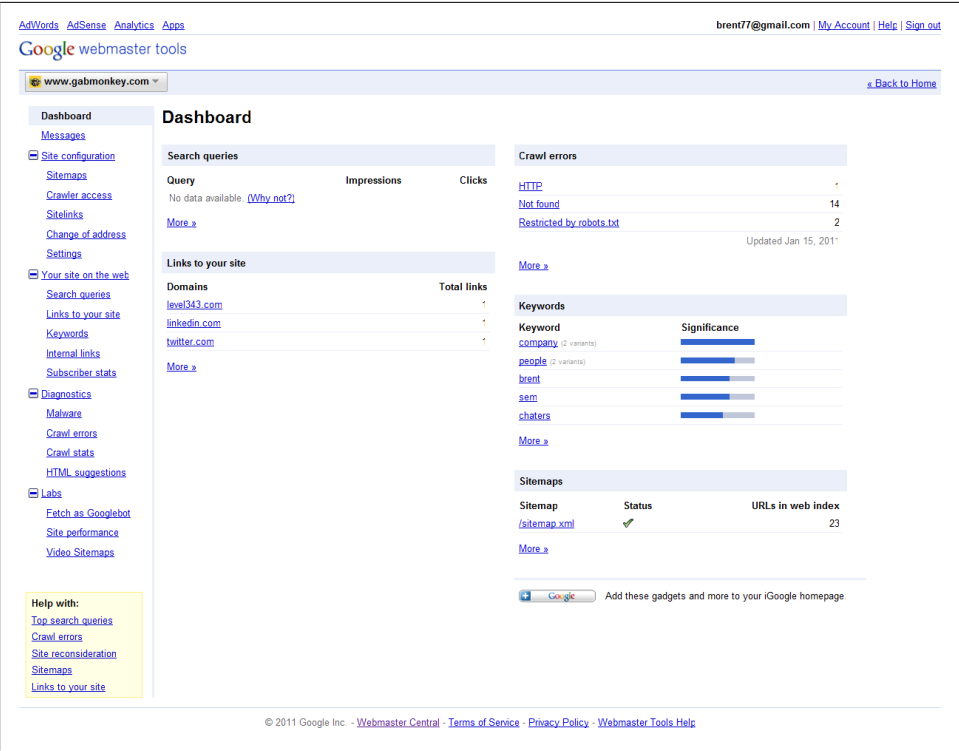 AdWords AdSense Analytics Apps
brent77@gmail.com | My Account | Help | Sign out
Google webmaster tools
www.gabmonkey.com
« Back to Home
Dashboard
Messages
Site configuration
Sitemaps
Crawler access
Sitelinks
Change of address
Settings
Your site on the web
Search queries
Links to your site
Keywords
Internal links
Subscriber stats
Diagnostics
Malware
Crawl errors
Crawl stats
HTML suggestions
Labs
Fetch as Googlebot
Site performance
Video Sitemaps
Help with:
Top search queries
Crawl errors
Site reconsideration
Sitemaps
Links to your site
Dashboard
Search queries
Query Impressions Clicks
No data available. (Why not?)
More »
Links to your site
Domains Total links
level343.com 1
linkedin.com 1
twitter.com 1
More »
Crawl errors
HTTP 1
Not found 14
Restricted by robots.txt 2
Updated Jan 15, 2011
More »
Keywords
Keyword Significance
company (2 variants)
people (2 variants)
brent
sem
chaters
More »
Sitemaps
Sitemap Status URLs in web index
/sitemap.xml 23
More »
Google Add these gadgets and more to your iGoogle homepage.
© 2011 Google Inc. - Webmaster Central - Terms of Service - Privacy Policy - Webmaster Tools Help